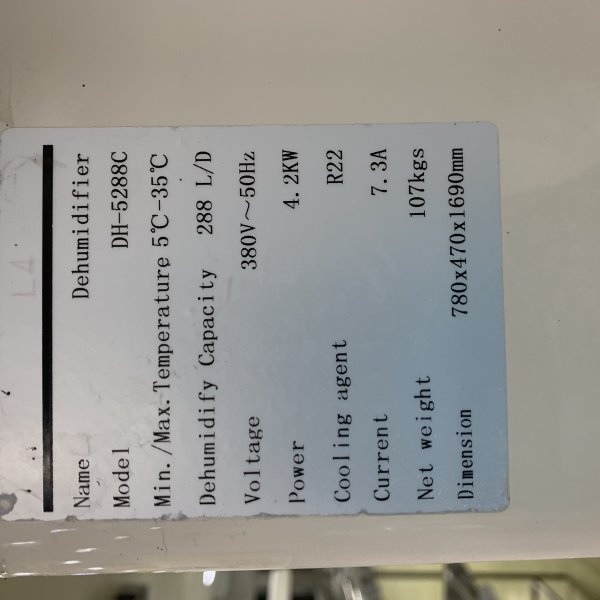 Name Dehumidifier
Model DH-5288C
Min./Max. Temperature 5℃-35℃
Dehumidify Capacity 288 L/D
Voltage 380V~50Hz
Power 4.2KW
Cooling agent R22
Current 7.3A
Net weight 107kgs
Dimension 780x470x1690mm